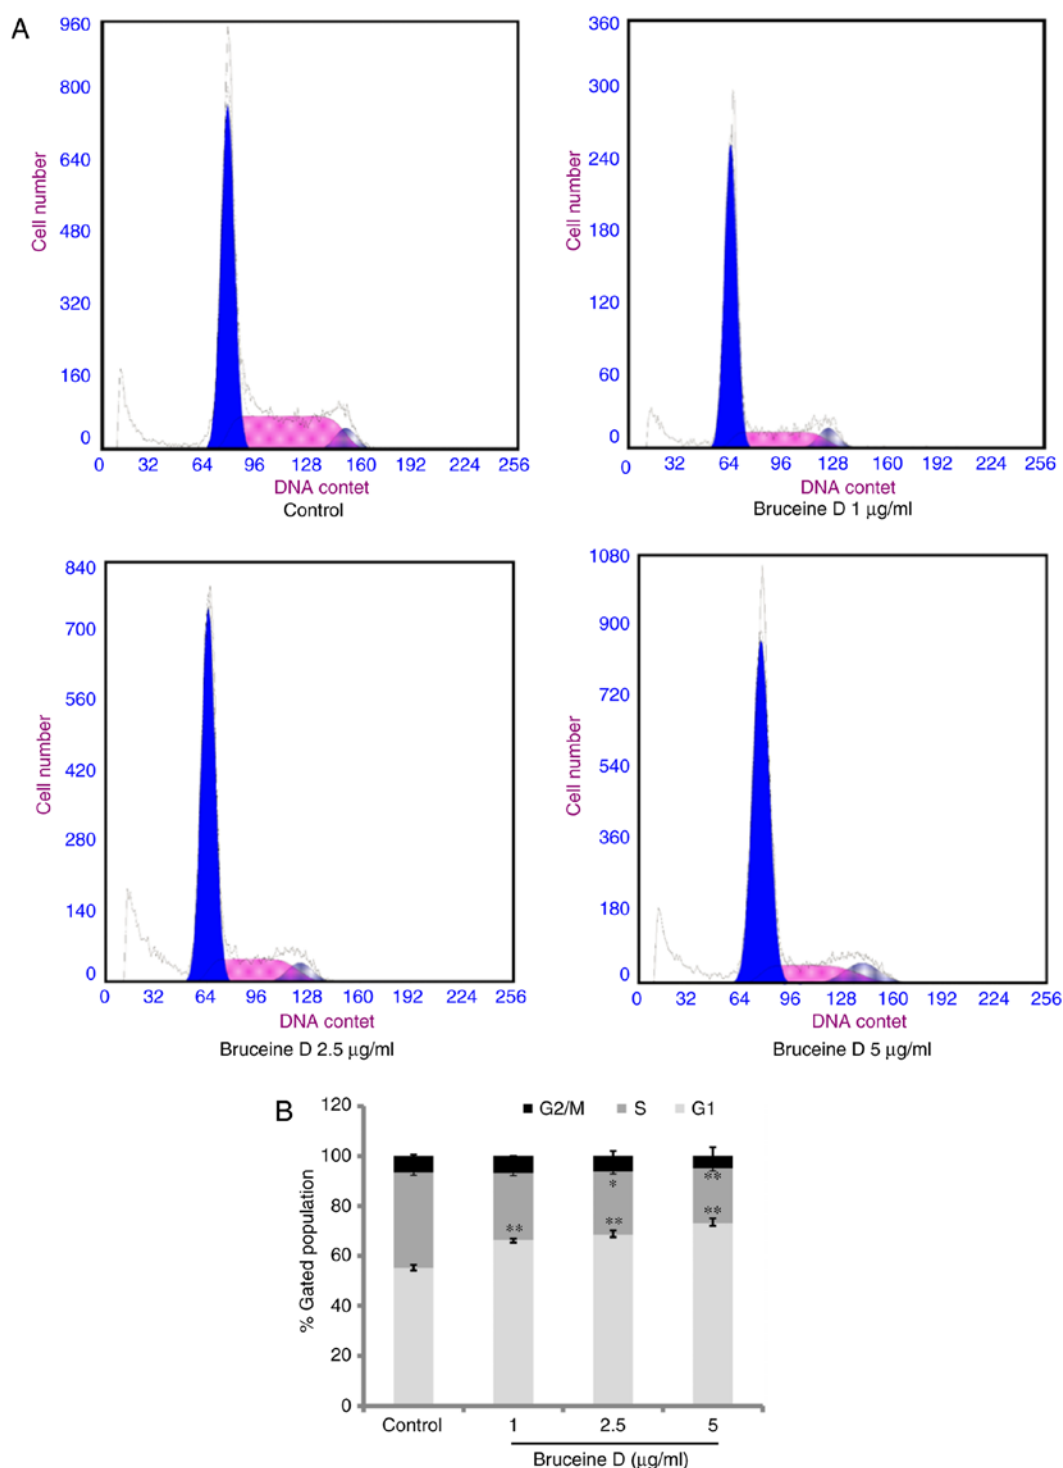 A
960
800
640
480
320
160
0
Cell number
0 32 64 96 128 160 192 224 256
DNA contet
Control
360
300
240
180
120
60
0
Cell number
0 32 64 96 128 160 192 224 256
DNA contet
Bruceine D 1 µg/ml
840
700
560
420
280
140
0
Cell number
0 32 64 96 128 160 192 224 256
DNA contet
Bruceine D 2.5 µg/ml
1080
900
720
540
360
180
0
Cell number
0 32 64 96 128 160 192 224 256
DNA contet
Bruceine D 5 µg/ml
B
G2/M S G1
120
100
80
60
40
20
0
% Gated population
**
*
**
**
**
Control 1 2.5 5
Bruceine D (µg/ml)